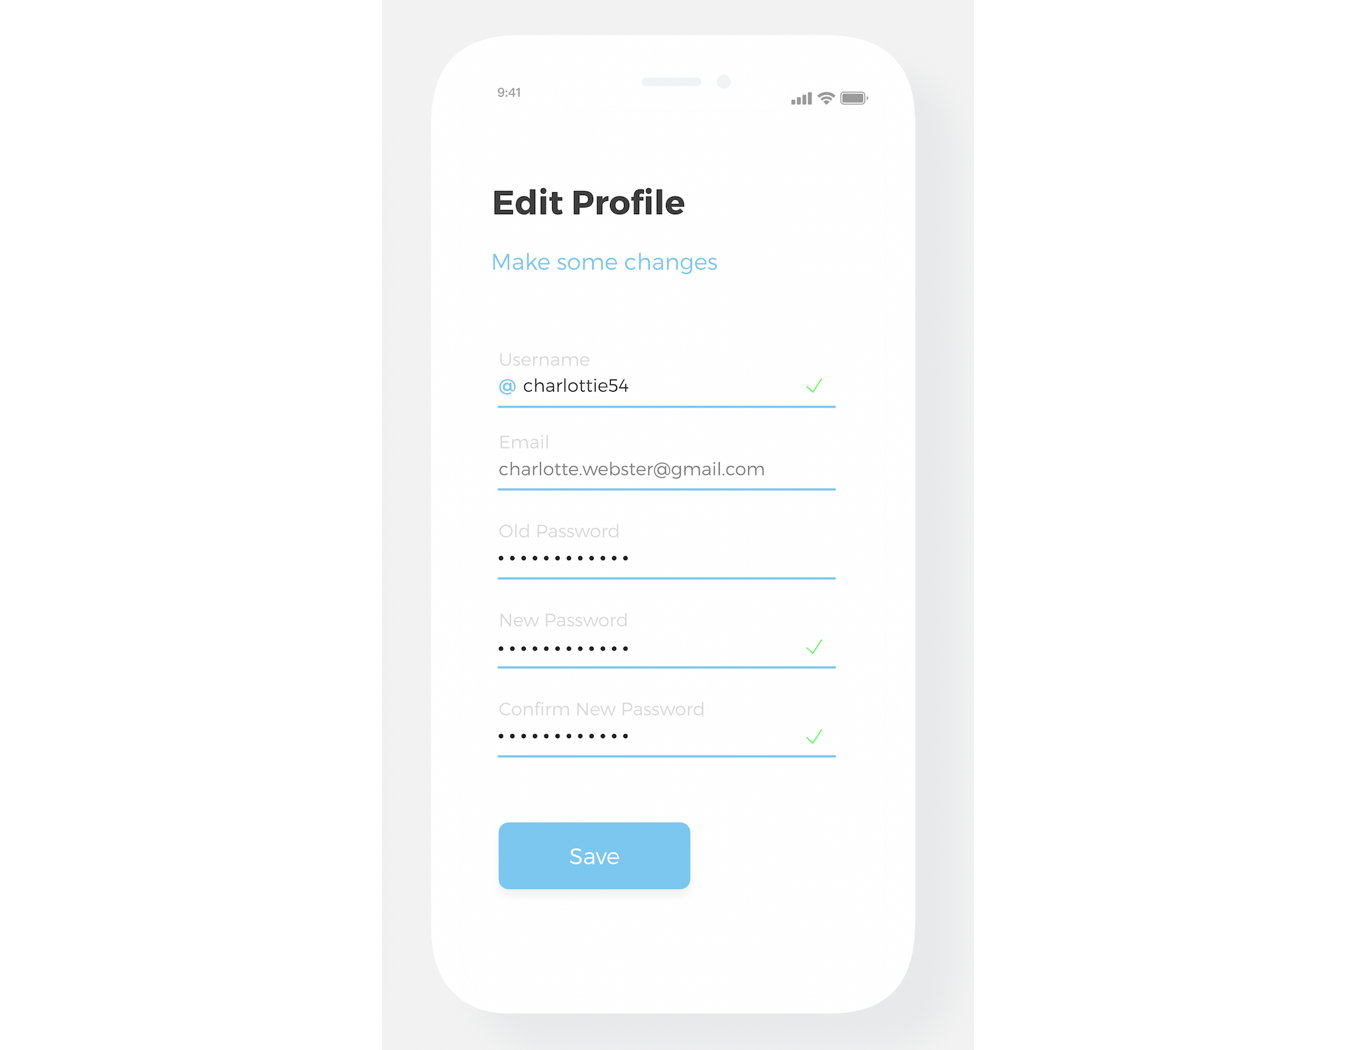 9:41
Edit Profile
Make some changes
Username
@ charlottie54
Email
charlotte.webster@gmail.com
Old Password
••••••••••••
New Password
••••••••••••
Confirm New Password
••••••••••••
Save